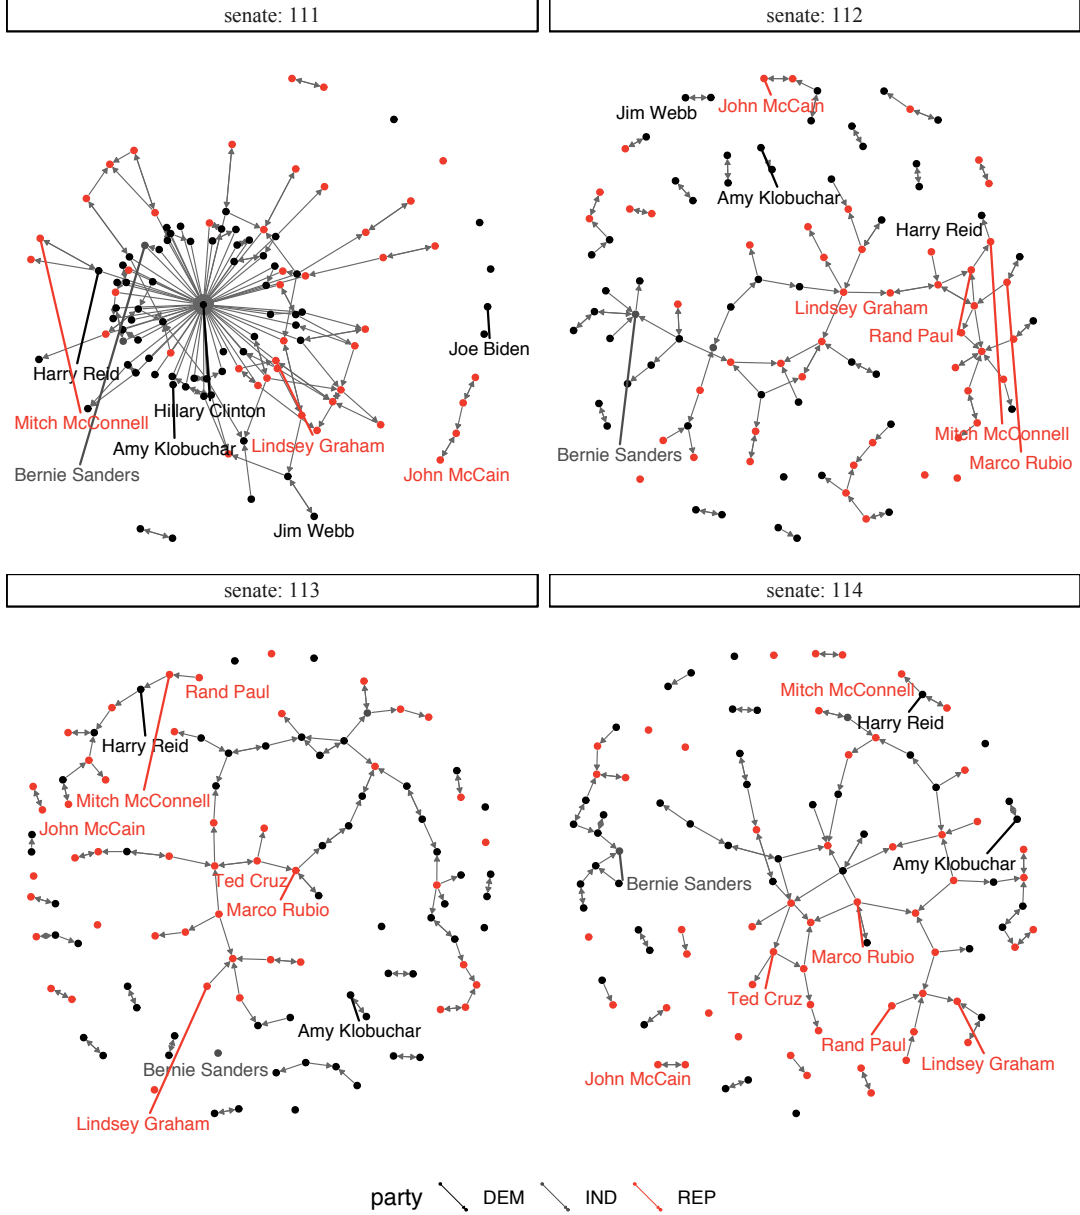 senate: 111
senate: 112
Jim Webb
John McCain
Amy Klobuchar
Harry Reid
Lindsey Graham
Rand Paul
Joe Biden
Harry Reid
Hillary Clinton
Mitch McConnell
Amy Klobuchar
Lindsey Graham
Bernie Sanders
John McCain
Jim Webb
Bernie Sanders
Mitch McConnell
Marco Rubio
senate: 113
senate: 114
Rand Paul
Harry Reid
Mitch McConnell
John McCain
Ted Cruz
Marco Rubio
Amy Klobuchar
Bernie Sanders
Lindsey Graham
Mitch McConnell
Harry Reid
Amy Klobuchar
Bernie Sanders
Marco Rubio
Ted Cruz
Rand Paul
Lindsey Graham
John McCain
party DEM IND REP